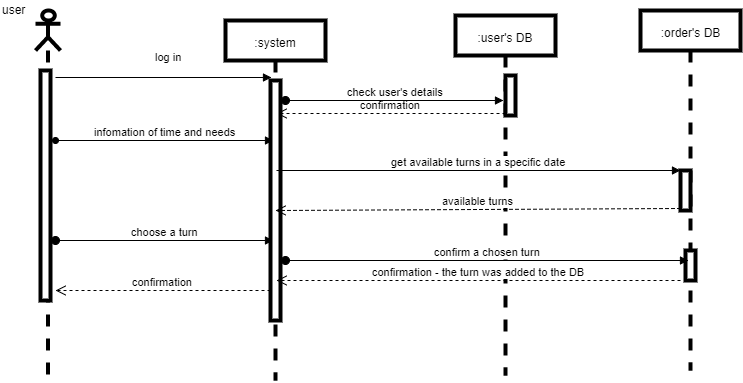 user
:system
:user's DB
:order's DB
log in
check user's details
confirmation
infomation of time and needs
get available turns in a specific date
available turns
choose a turn
confirm a chosen turn
confirmation - the turn was added to the DB
confirmation